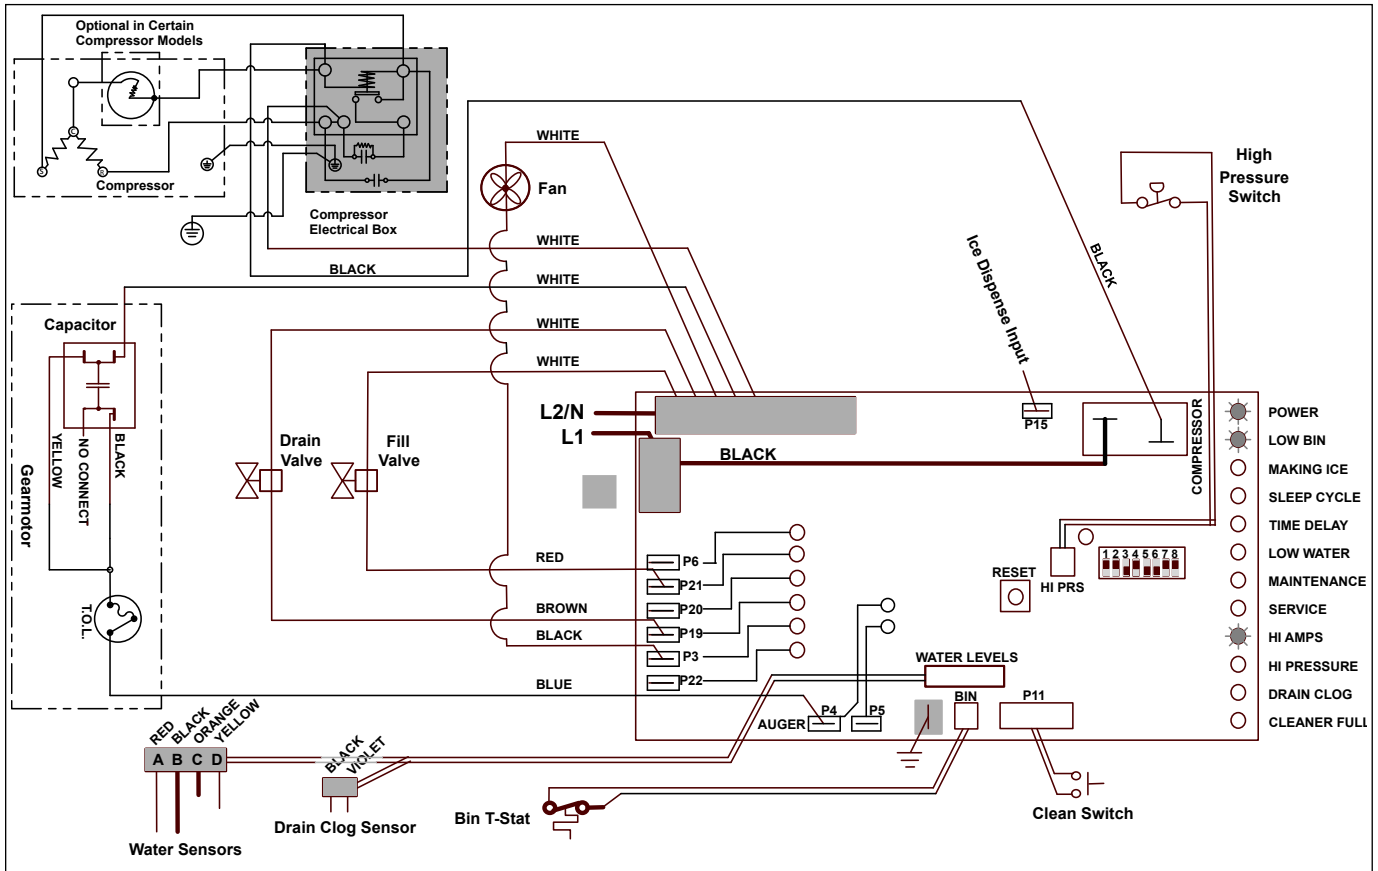 Optional in Certain
Compressor Models
C
S
R
Compressor
Compressor
Electrical Box
WHITE
Fan
WHITE
BLACK
WHITE
WHITE
WHITE
High
Pressure
Switch
BLACK
Ice Dispense Input
Capacitor
YELLOW
NO CONNECT
BLACK
Gearmotor
T.O.L.
Drain
Valve
Fill
Valve
L2/N
L1
BLACK
P15
COMPRESSOR
POWER
LOW BIN
MAKING ICE
SLEEP CYCLE
TIME DELAY
LOW WATER
MAINTENANCE
SERVICE
HI AMPS
HI PRESSURE
DRAIN CLOG
CLEANER FULL
1 2 3 4 5 6 7 8
HI PRS
RESET
RED
BROWN
BLACK
BLUE
P6
P21
P20
P19
P3
P22
WATER LEVELS
AUGER
P4
P5
BIN
P11
RED
BLACK
ORANGE
YELLOW
A B C D
Water Sensors
BLACK
VIOLET
Drain Clog Sensor
Bin T-Stat
Clean Switch